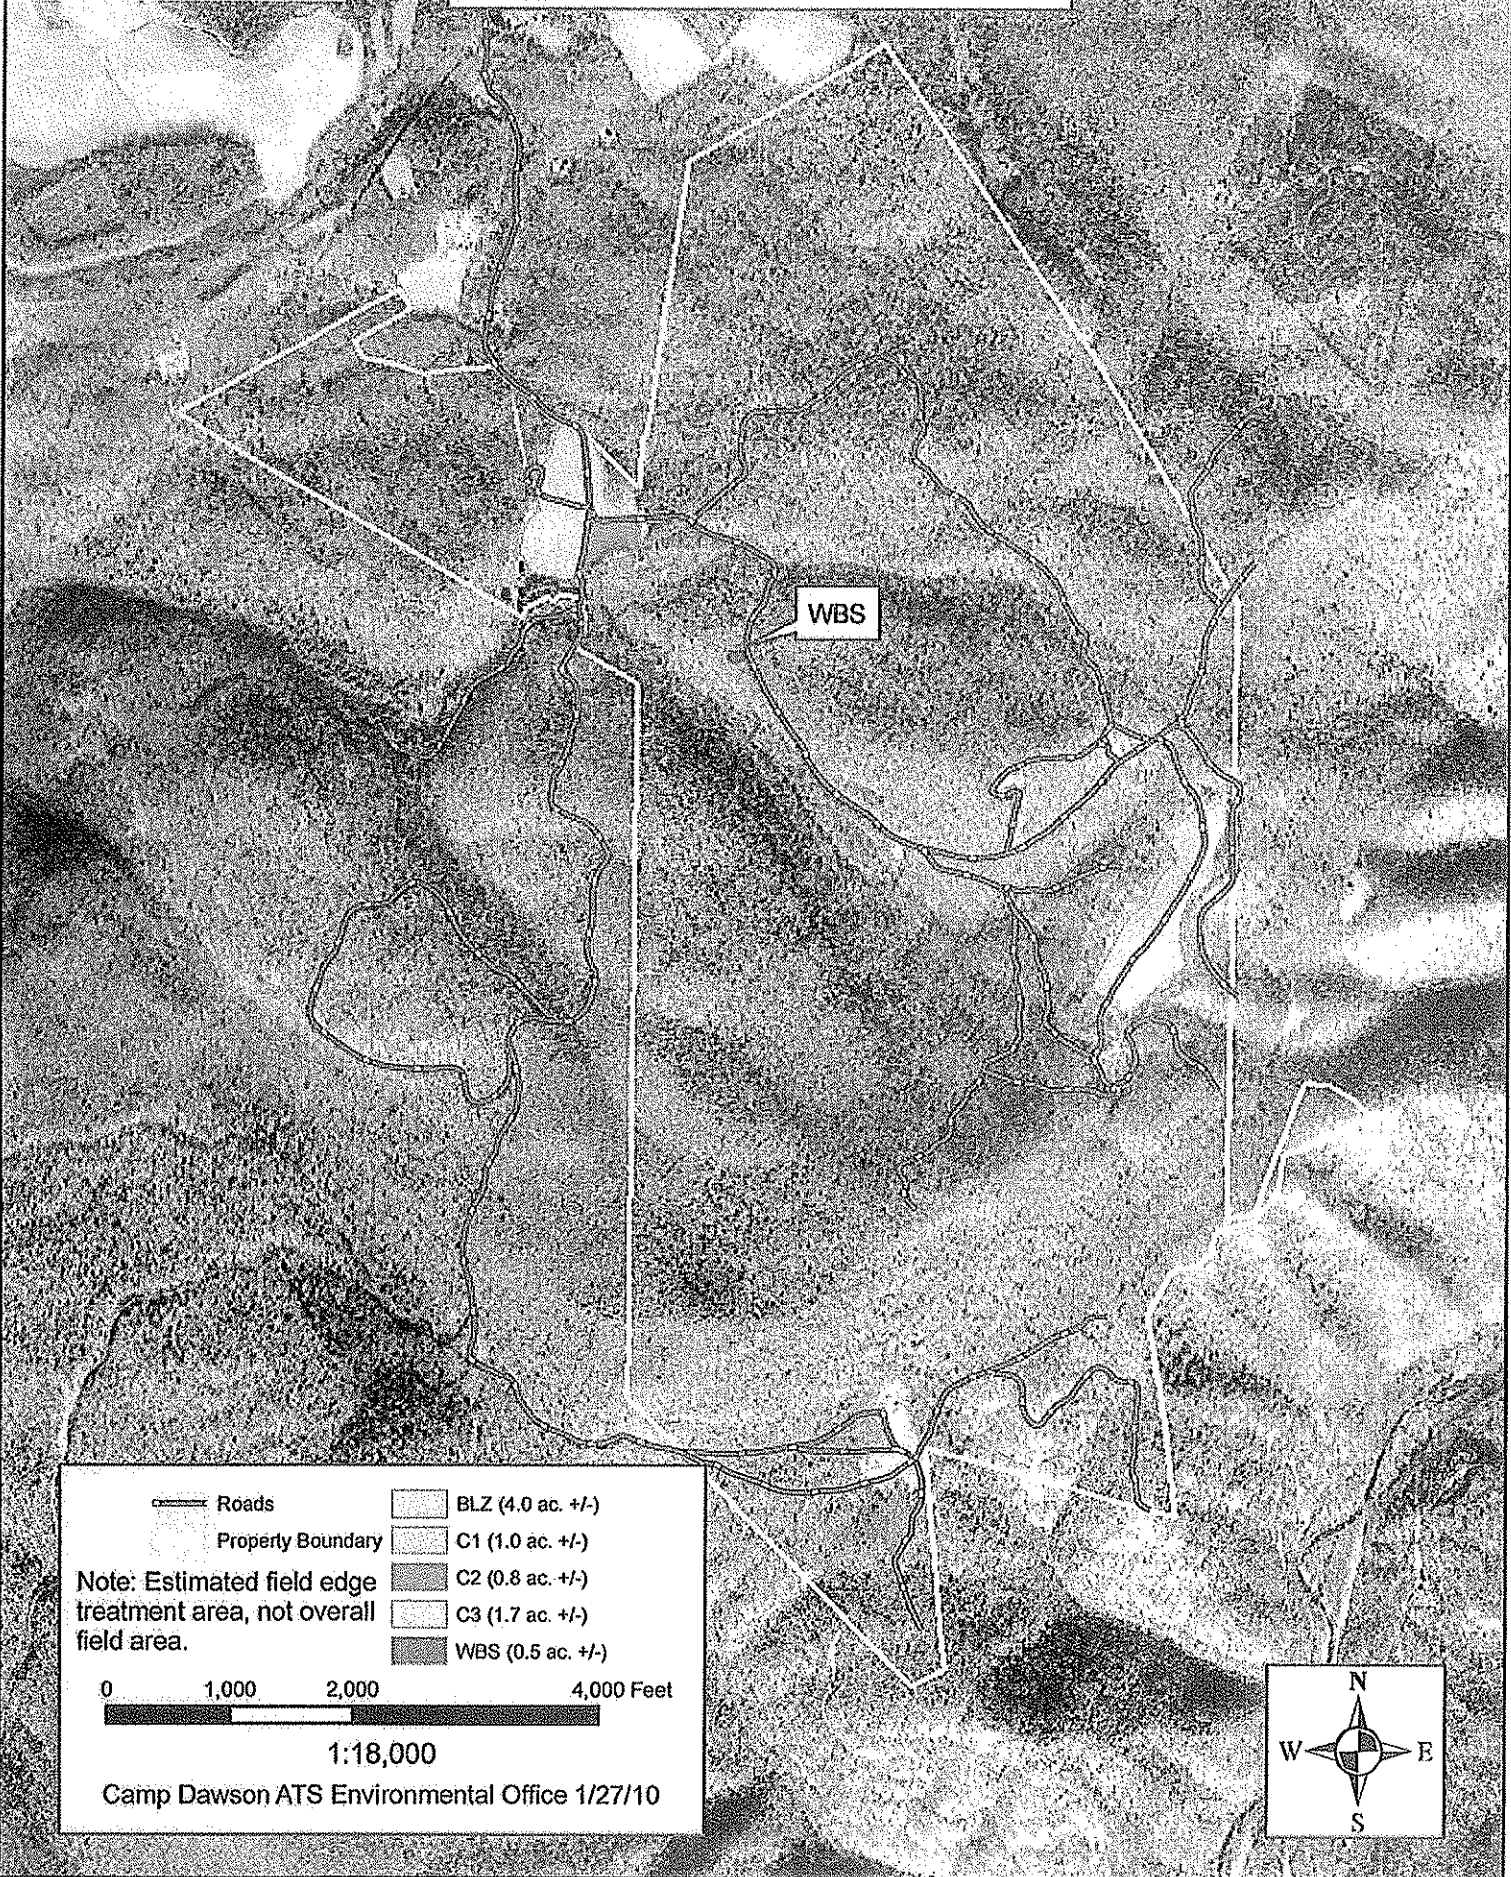 WBS
Roads
Property Boundary
Note: Estimated field edge
treatment area, not overall
field area.
BLZ (4.0 ac. +/-)
C1 (1.0 ac. +/-)
C2 (0.8 ac. +/-)
C3 (1.7 ac. +/-)
WBS (0.5 ac. +/-)
0 1,000 2,000 4,000 Feet
1:18,000
Camp Dawson ATS Environmental Office 1/27/10
N
W E
S